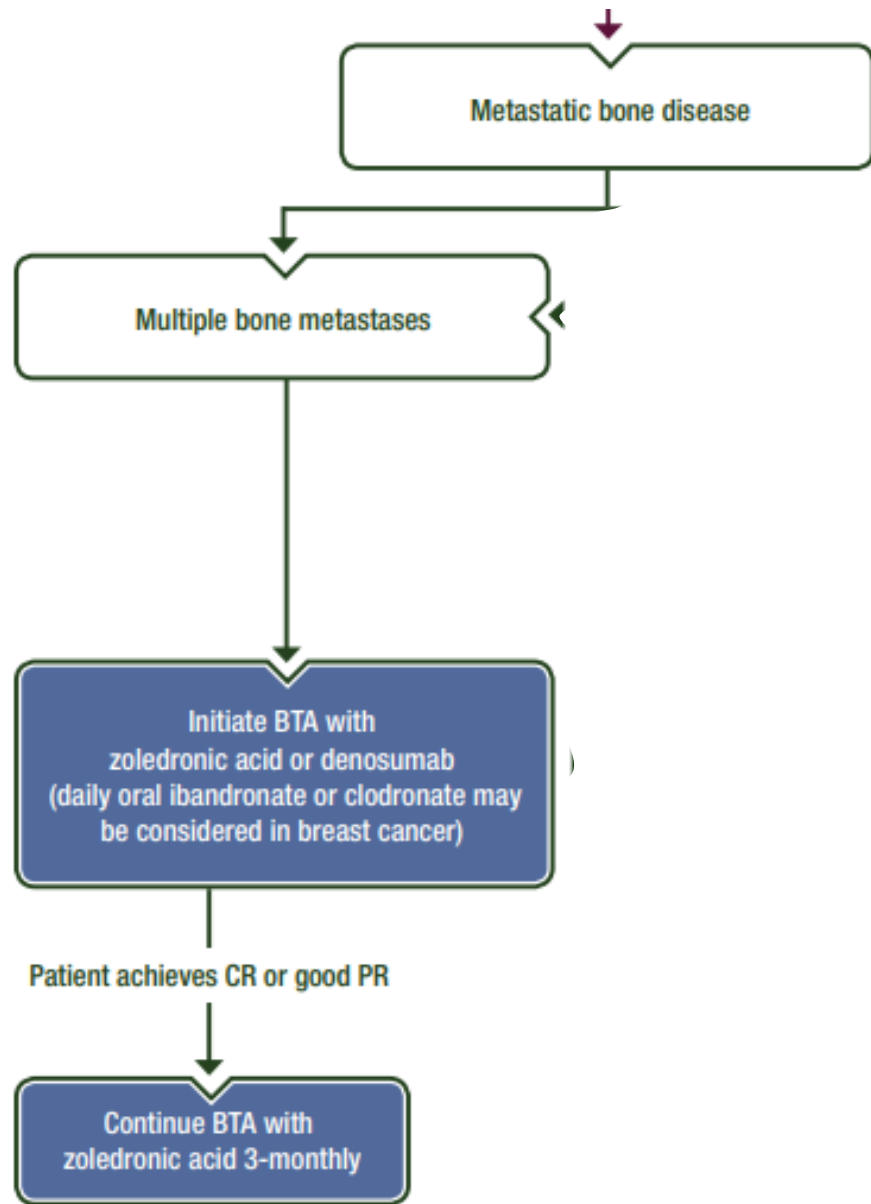 Metastatic bone disease
Multiple bone metastases
Initiate BTA with
zoledronic acid or denosumab
(daily oral ibandronate or clodronate may
be considered in breast cancer)
Patient achieves CR or good PR
Continue BTA with
zoledronic acid 3-monthly